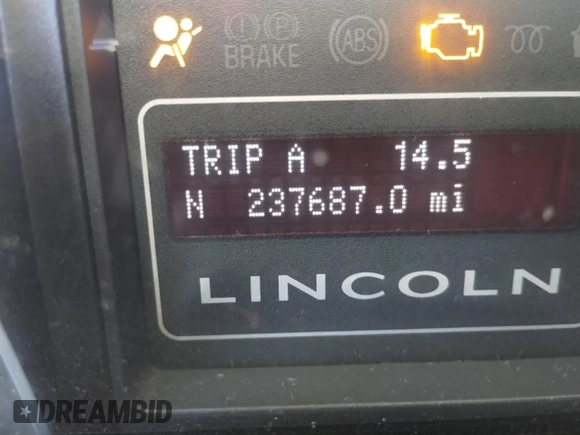 BRAKE
(ABS)
TRIP A 14.5
N 237687.0 mi
LINCOLN
DREAMBID